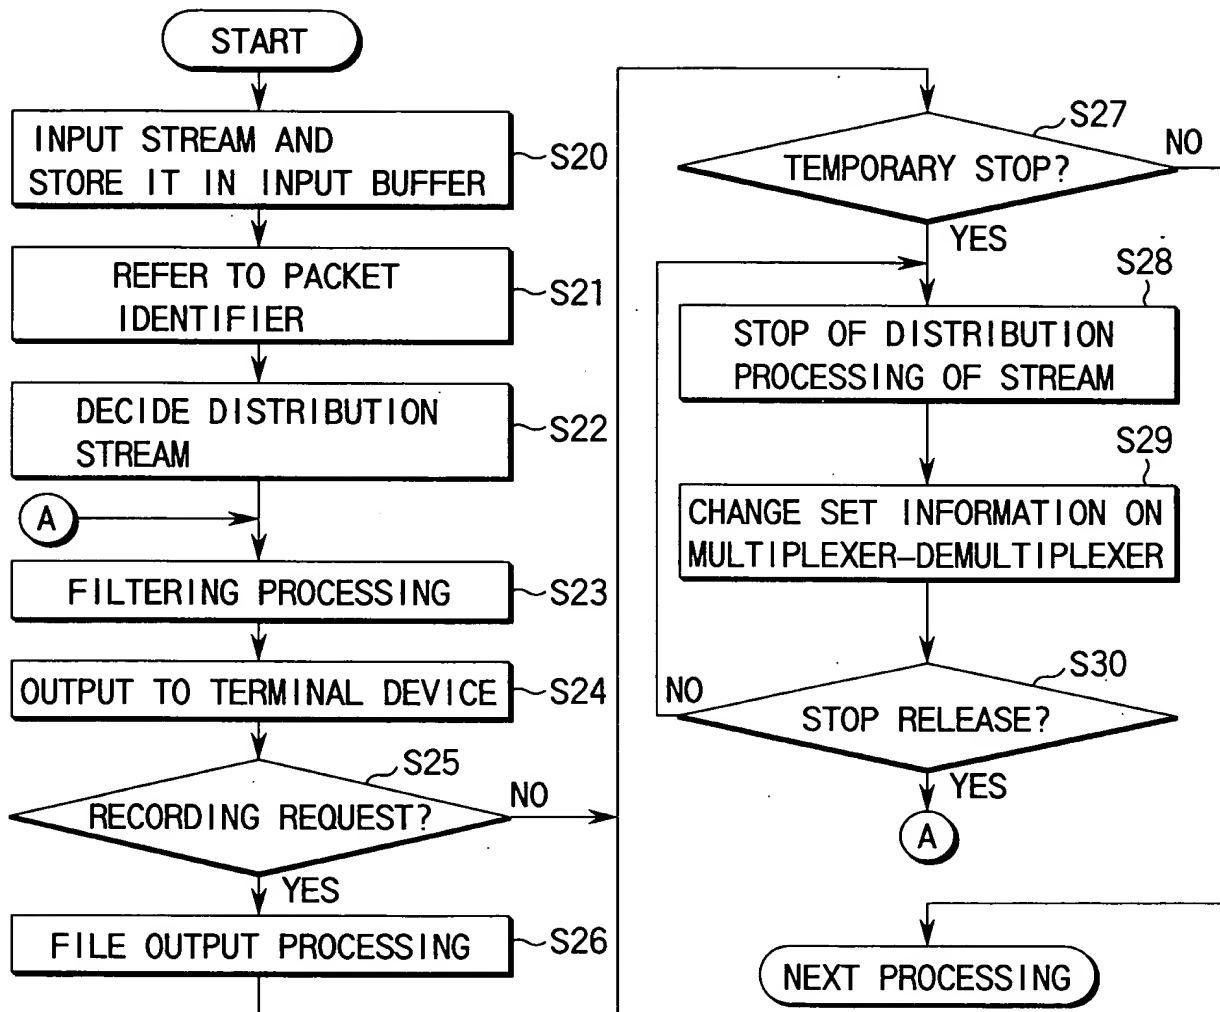 START
INPUT STREAM AND
STORE IT IN INPUT BUFFER
S20
REFER TO PACKET
IDENTIFIER
S21
DECIDE DISTRIBUTION
STREAM
S22
A
FILTERING PROCESSING
S23
OUTPUT TO TERMINAL DEVICE
S24
S25
RECORDING REQUEST?
NO
YES
FILE OUTPUT PROCESSING
S26
S27
TEMPORARY STOP?
NO
YES
S28
STOP OF DISTRIBUTION
PROCESSING OF STREAM
S29
CHANGE SET INFORMATION ON
MULTIPLEXER-DEMULTIPLEXER
S30
NO
STOP RELEASE?
YES
A
NEXT PROCESSING